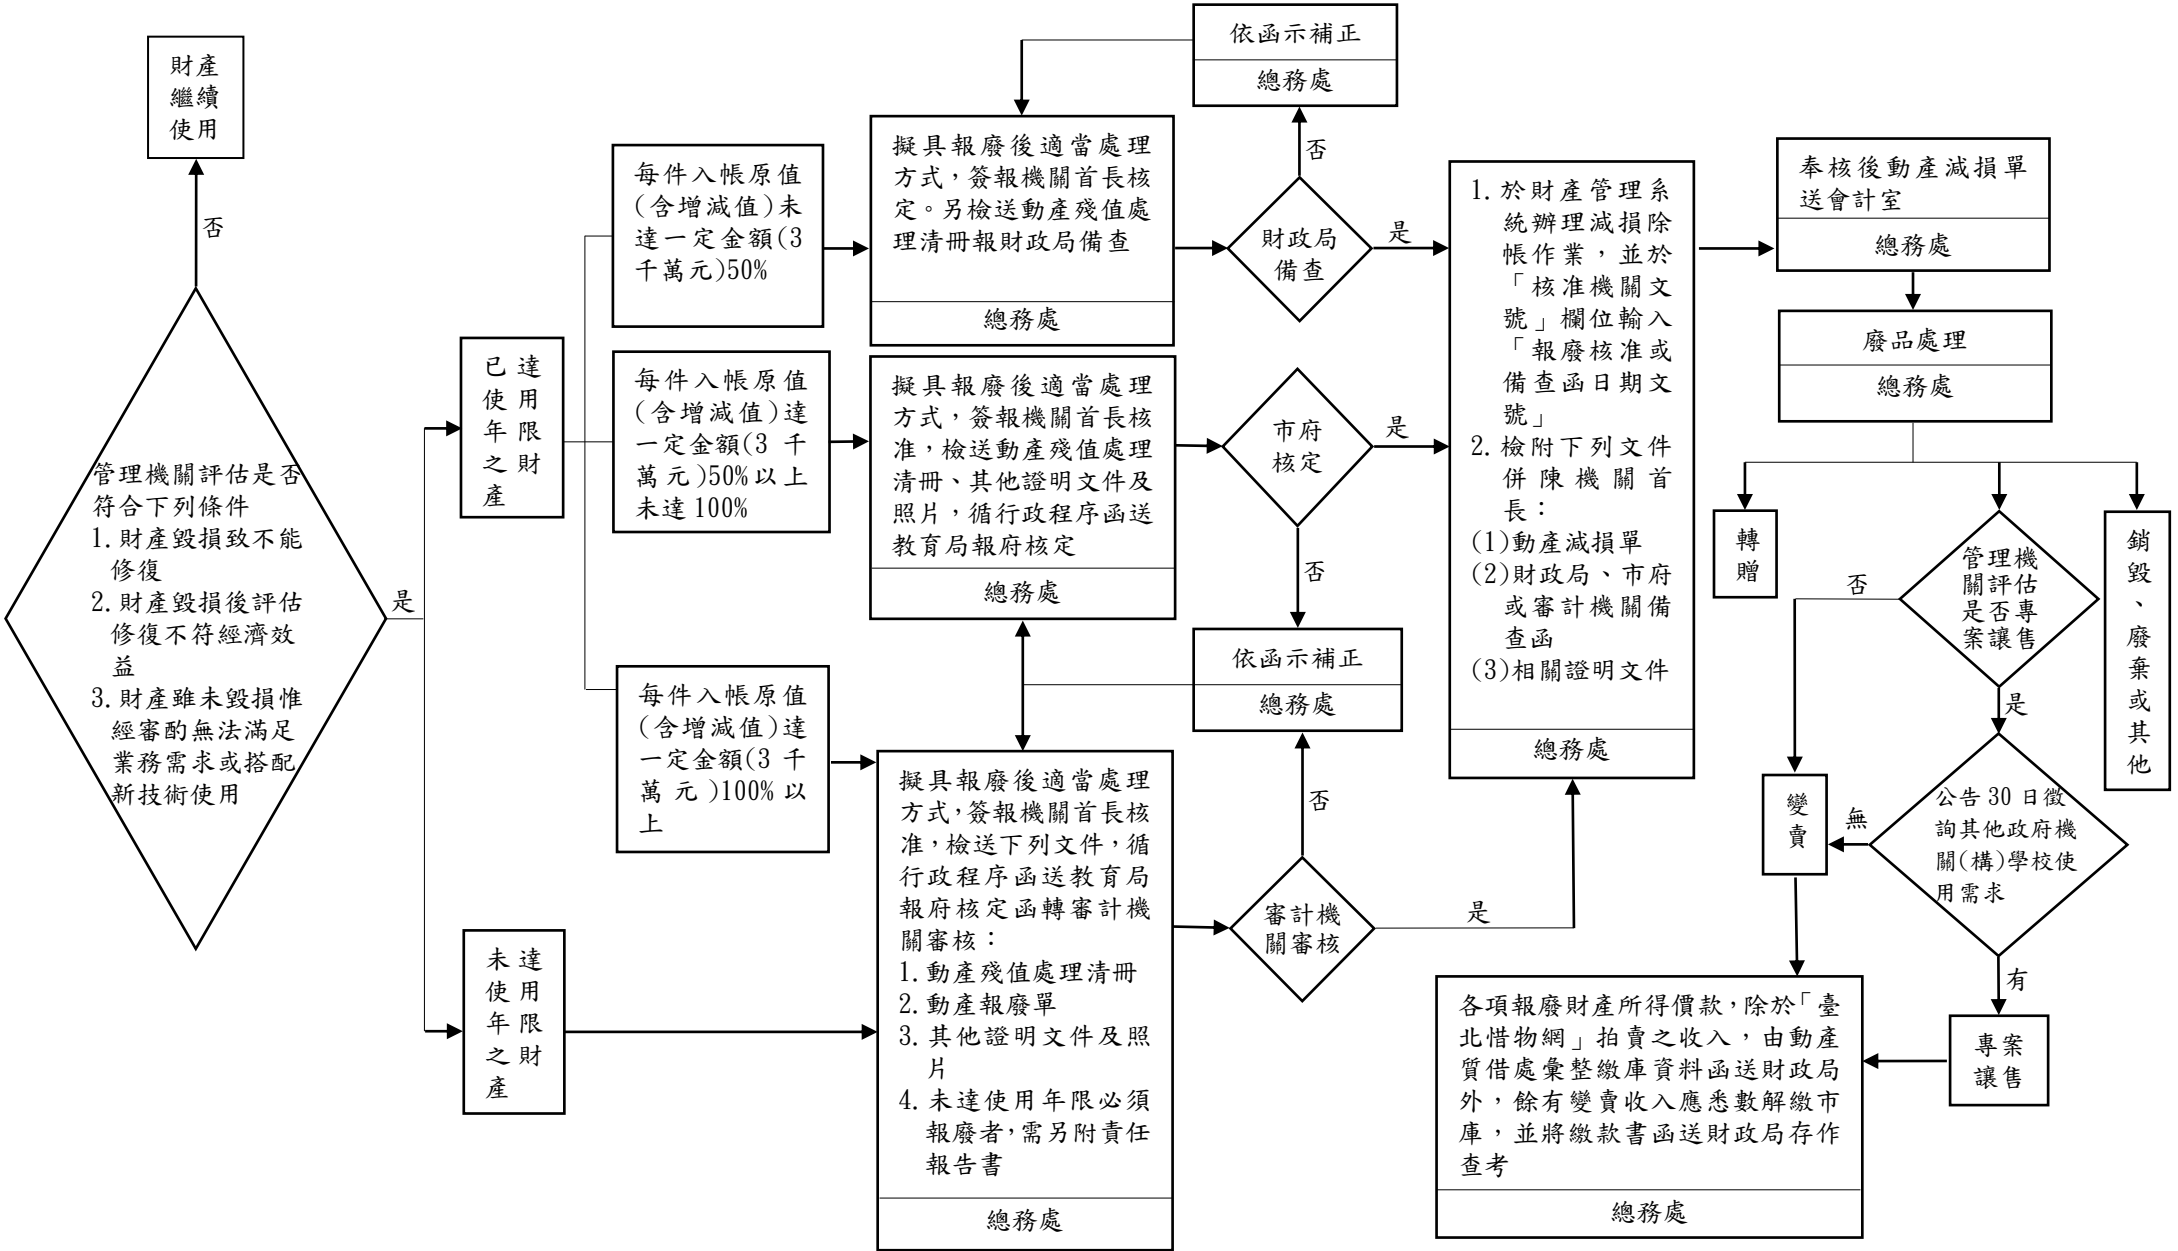 財產
繼續
使用
否
管理機關評估是否
符合下列條件
1.財產毀損致不能
修復
2.財產毀損後評估
修復不符經濟效
益
3.財產雖未毀損惟
經審酌無法滿足
業務需求或搭配
新技術使用
是
已達
使用
年限
之財
產
未達
使用
年限
之財
產
每件入帳原值
(含增減值)未
達一定金額(3
千萬元)50%
每件入帳原值
(含增減值)達
一定金額(3 千
萬元)50%以上
未達100%
每件入帳原值
(含增減值)達
一定金額(3 千
萬元)100%以
上
依函示補正
總務處
擬具報廢後適當處理
方式,簽報機關首長核
定。另檢送動產殘值處
理清冊報財政局備查
總務處
否
財政局
備查
是
擬具報廢後適當處理
方式,簽報機關首長核
准,檢送動產殘值處理
清冊、其他證明文件及
照片,循行政程序函送
教育局報府核定
總務處
市府
核定
是
否
依函示補正
總務處
擬具報廢後適當處理
方式,簽報機關首長核
准,檢送下列文件,循
行政程序函送教育局
報府核定函轉審計機
關審核：
1.動產殘值處理清冊
2.動產報廢單
3.其他證明文件及照
片
4.未達使用年限必須
報廢者,需另附責任
報告書
總務處
否
審計機
關審核
是
1.於財產管理系
統辦理減損除
帳作業，並於
「核准機關文
號」欄位輸入
「報廢核准或
備查函日期文
號」
2.檢附下列文件
併陳機關首
長：
(1)動產減損單
(2)財政局、市府
或審計機關備
查函
(3)相關證明文件
總務處
奉核後動產減損單
送會計室
總務處
廢品處理
總務處
轉
贈
管理機
關評估
是否專
案讓售
否
是
銷
毀
、
廢
棄
或
其
他
變
賣
無
公告30日徵
詢其他政府機
關(構)學校使
用需求
有
專案
讓售
各項報廢財產所得價款,除於「臺
北惜物網」拍賣之收入，由動產
質借處彙整繳庫資料函送財政局
外，餘有變賣收入應悉數解繳市
庫，並將繳款書函送財政局存作
查考
總務處